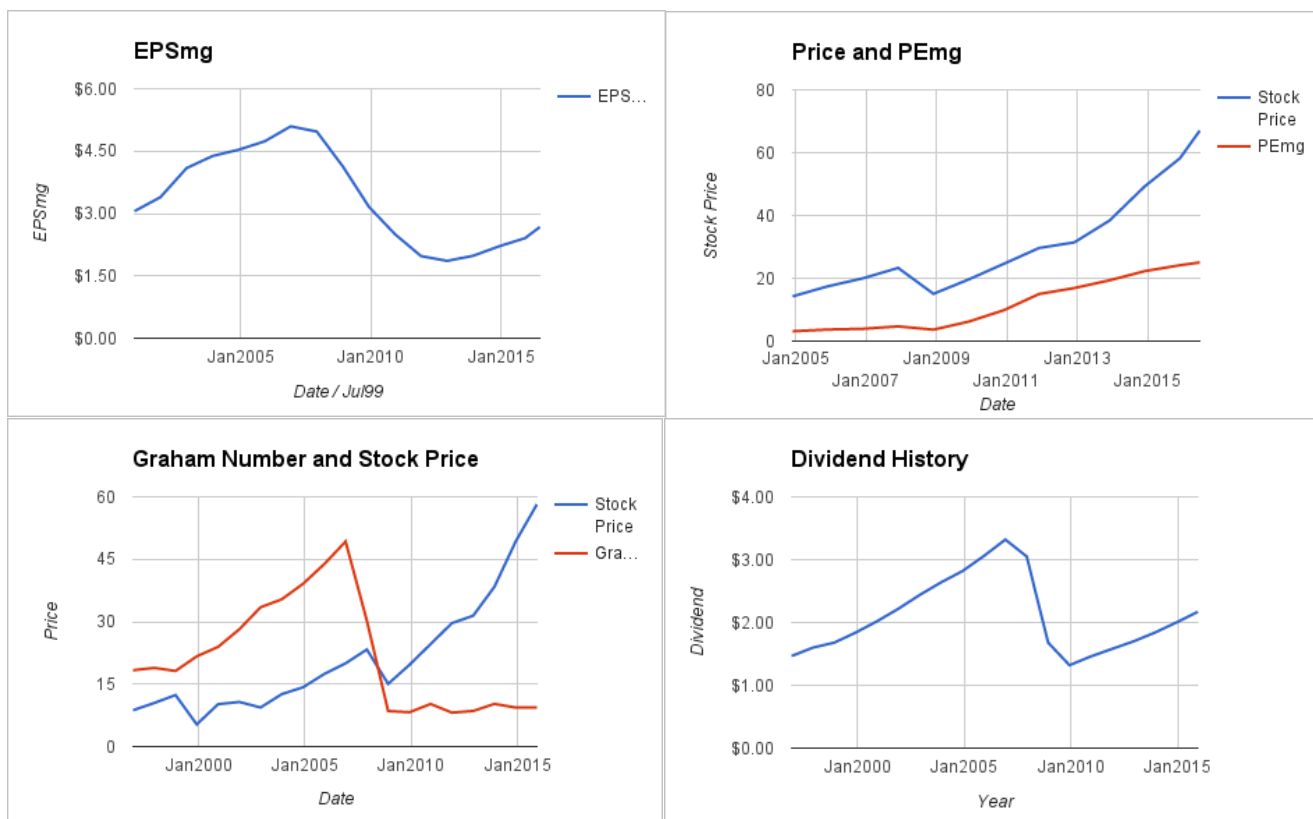 EPSmg
$6.00
$4.50
$3.00
$1.50
$0.00
EPSmg
EPS...
Jan2005
Jan2010
Jan2015
Date / Jul99
Price and PEmg
80
60
40
20
0
Stock Price
Stock
Price
PEmg
Jan2005
Jan2009
Jan2013
Jan2007
Jan2011
Jan2015
Date
Graham Number and Stock Price
60
45
30
15
0
Price
Stock
Price
Gra...
Jan2000
Jan2005
Jan2010
Jan2015
Date
Dividend History
$4.00
$3.00
$2.00
$1.00
$0.00
Dividend
Jan2000
Jan2005
Jan2010
Jan2015
Year